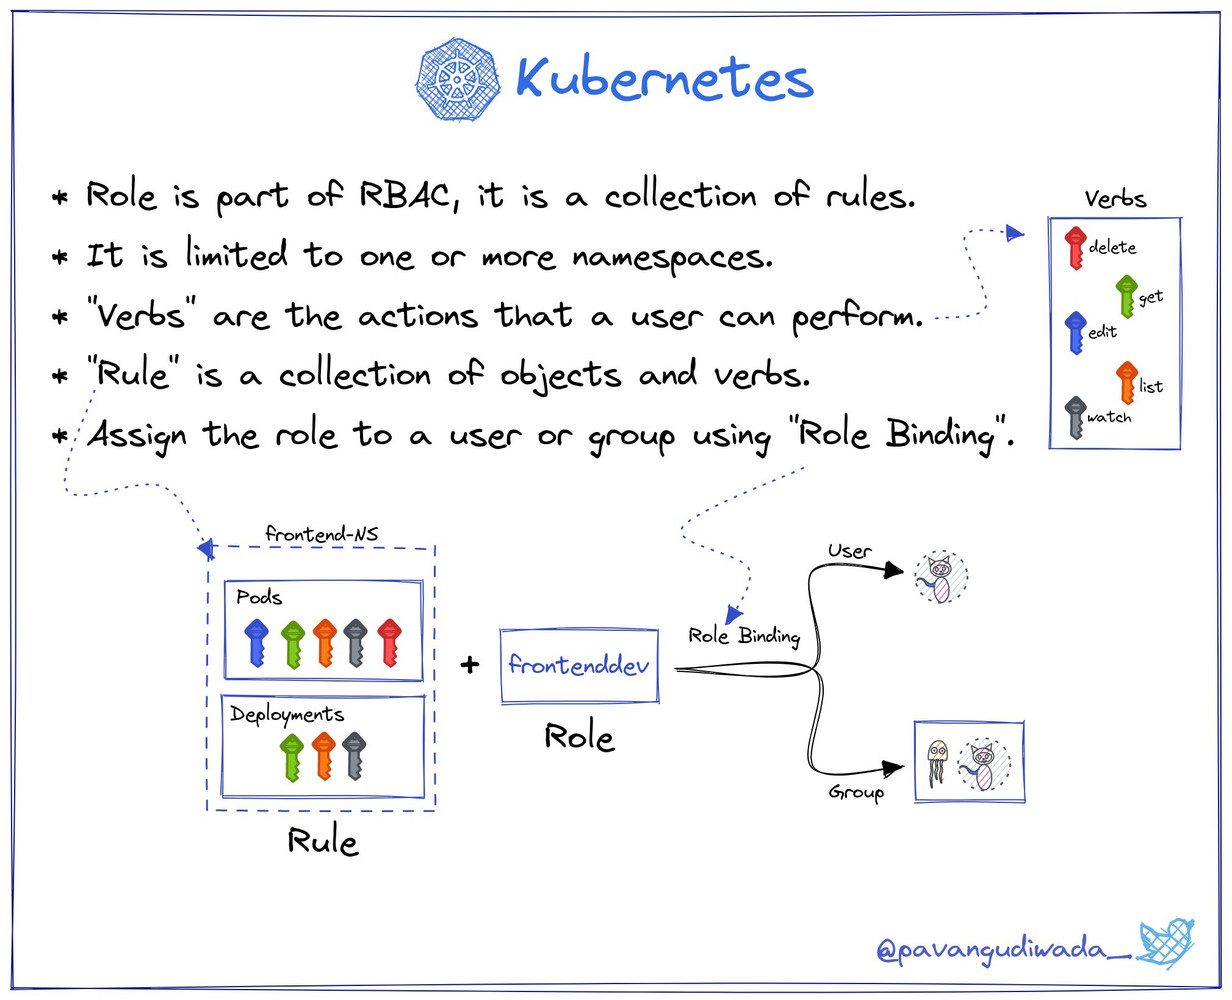 Kubernetes
* Role is part of RBAC, it is a collection of rules.
* It is limited to one or more namespaces.
* "Verbs" are the actions that a user can perform.
* "Rule" is a collection of objects and verbs.
* Assign the role to a user or group using "Role Binding".
Verbs
delete
get
edit
list
watch
frontend-NS
Pods
Deployments
Rule
+
frontenddev
Role
Role Binding
User
Group
@pavangudiwada_